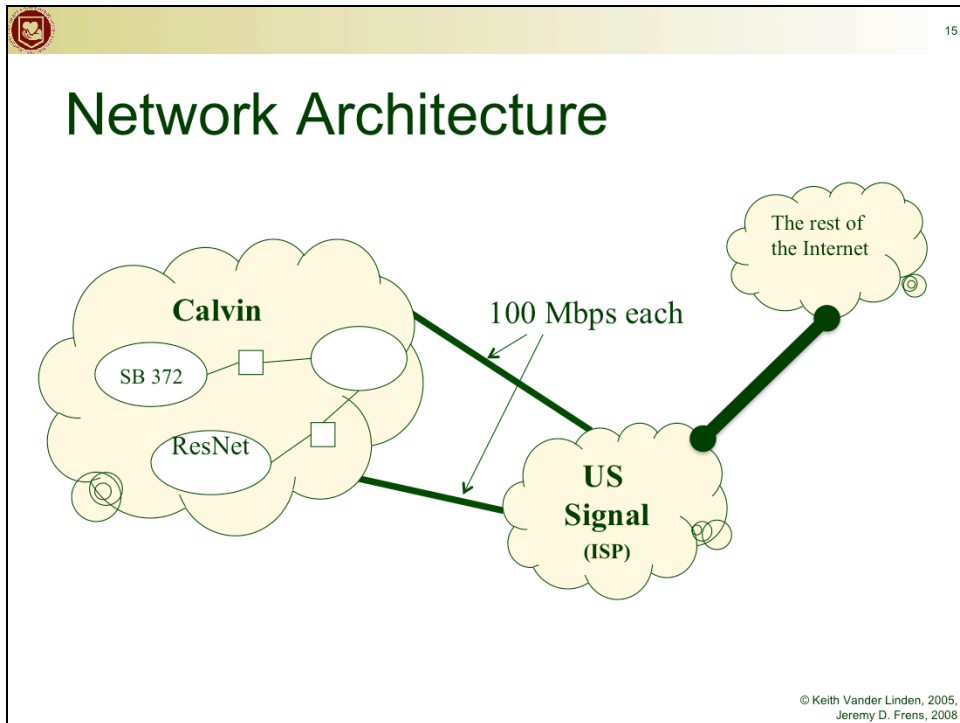 15
Network Architecture
The rest of
the Internet
Calvin
100 Mbps each
SB 372
ResNet
US
Signal
(ISP)
© Keith Vander Linden, 2005,
Jeremy D. Frens, 2008